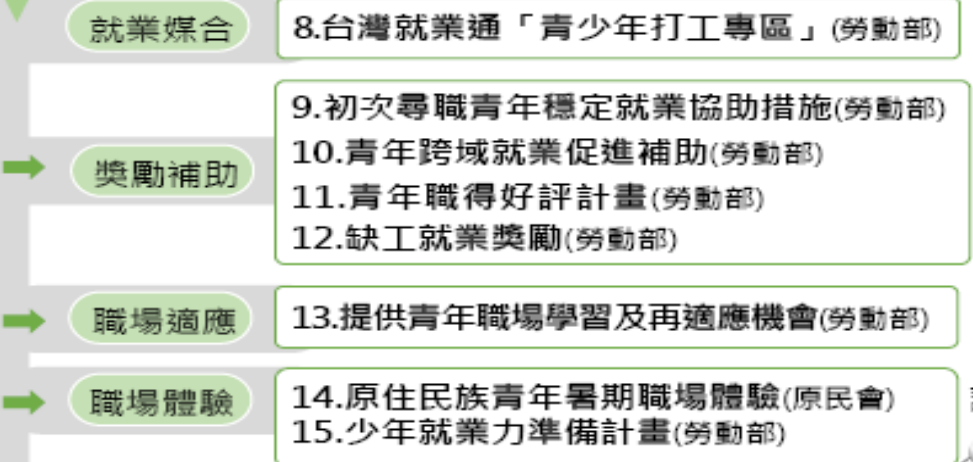 就業媒合
8.台灣就業通「青少年打工專區」(勞動部)
獎勵補助
9.初次尋職青年穩定就業協助措施(勞動部)
10.青年跨域就業促進補助(勞動部)
11.青年職得好評計畫(勞動部)
12.缺工就業獎勵(勞動部)
職場適應
13.提供青年職場學習及再適應機會(勞動部)
職場體驗
14.原住民族青年暑期職場體驗(原民會)
15.少年就業力準備計畫(勞動部)